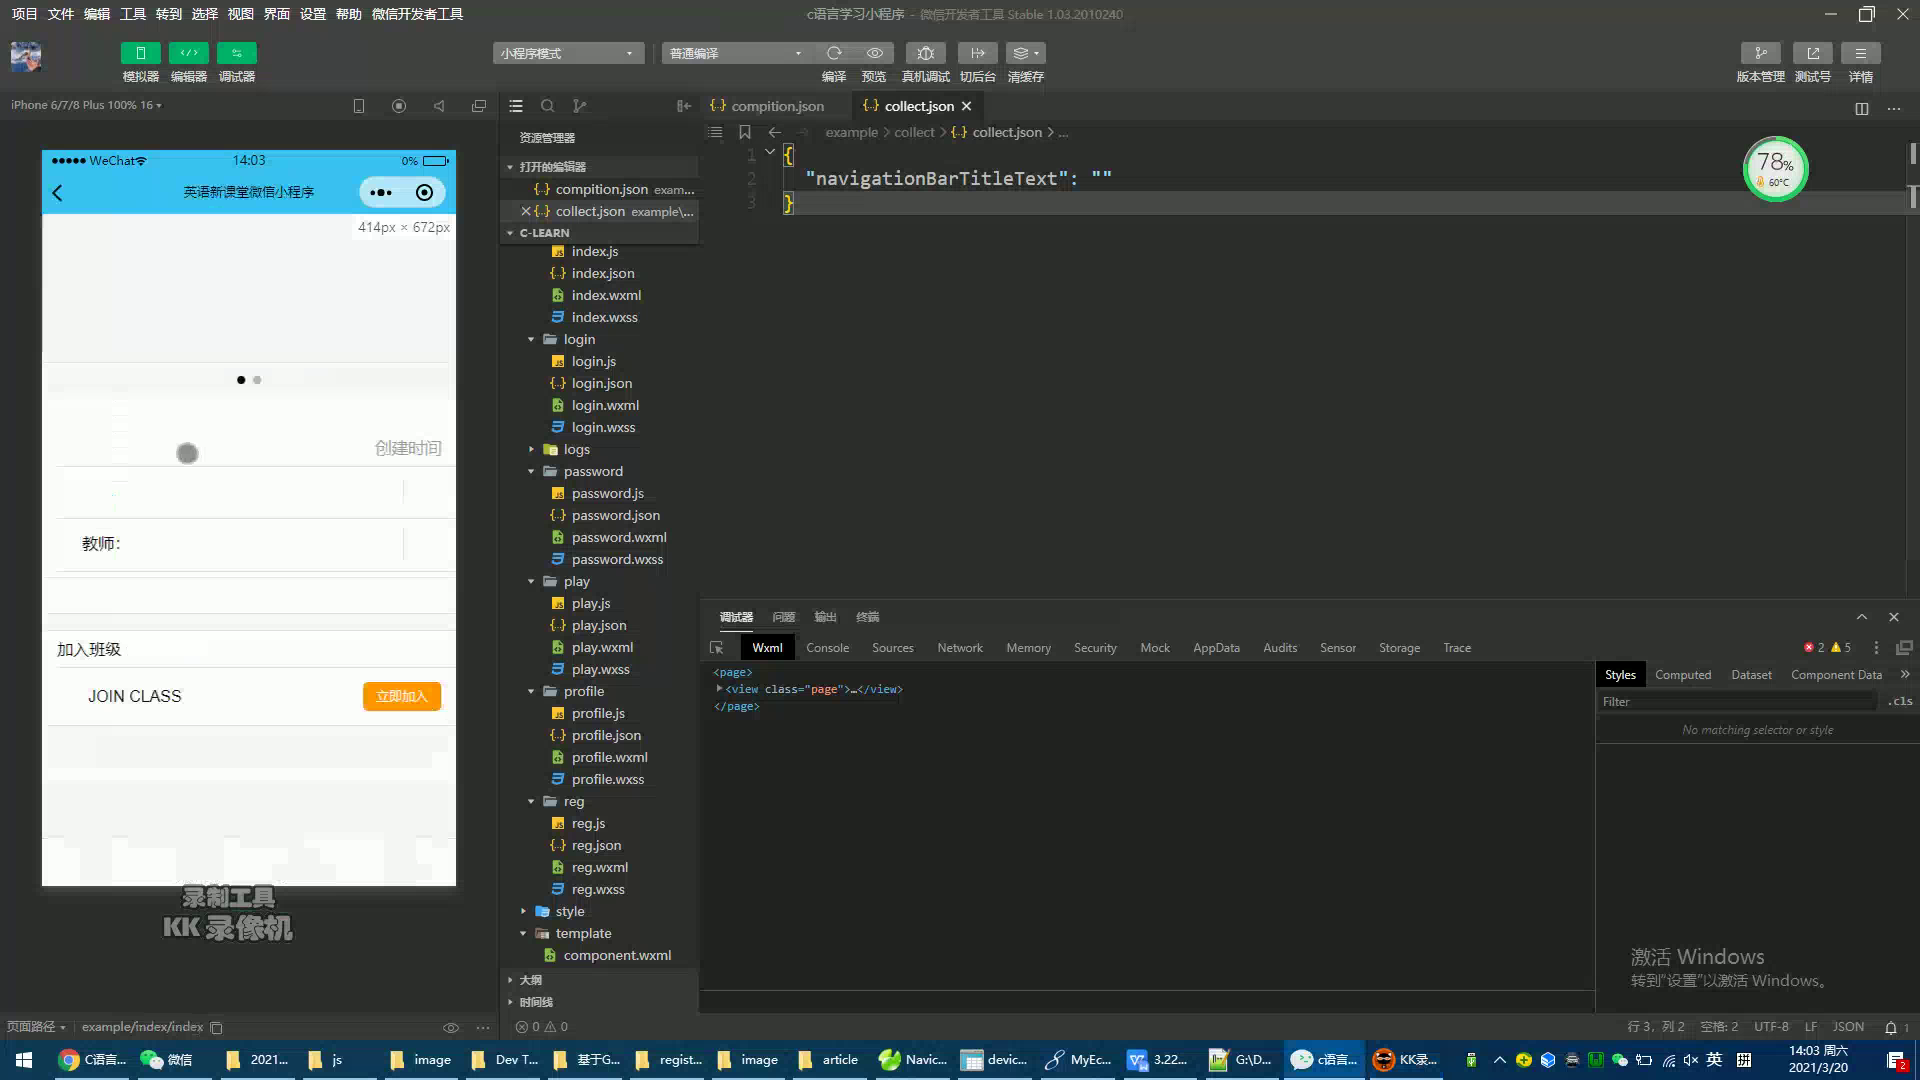 项目 文件 编辑 工具 转到 选择 视图 界面 设置 帮助 微信开发者工具
c语言学习小程序 - 微信开发者工具 Stable 1.03.2010240
模拟器 编辑器 调试器
小程序模式
普通编译
编译 预览 真机调试 切后台 清缓存
版本管理 测试号 详情
iPhone 6/7/8 Plus 100% 16
WeChat 14:03 0%
英语新课堂微信小程序
414px × 672px
创建时间
教师:
加入班级
JOIN CLASS 立即加入
录制工具
KK 录像机
页面路径 example/index/index
资源管理器
打开的编辑器
compition.json exam...
collect.json example\...
C-LEARN
index.js
index.json
index.wxml
index.wxss
login
login.js
login.json
login.wxml
login.wxss
logs
password
password.js
password.json
password.wxml
password.wxss
play
play.js
play.json
play.wxml
play.wxss
profile
profile.js
profile.json
profile.wxml
profile.wxss
reg
reg.js
reg.json
reg.wxml
reg.wxss
style
template
component.wxml
大纲
时间线
0 0
compition.json collect.json
example > collect > {..} collect.json > ...
1 {
2 "navigationBarTitleText": ""
3 }
78%
60°C
调试器 问题 输出 终端
Wxml Console Sources Network Memory Security Mock AppData Audits Sensor Storage Trace
2 5
<page>
<view class="page">…</view>
</page>
Styles Computed Dataset Component Data »
Filter .cls
No matching selector or style
激活 Windows
转到"设置"以激活 Windows。
行 3，列 2 空格: 2 UTF-8 LF JSON 1
C语言... 微信 2021... js image Dev T... 基于G... regist... image article Navic... devic... MyEc... 3.22... G:\D... c语言... KK录...
英
14:03 周六
2021/3/20
2